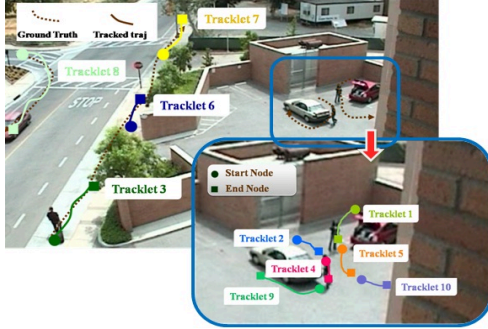 Tracklet 7
Ground Truth
Tracked traj
Tracklet 8
Tracklet 6
STOP
Tracklet 3
Start Node
End Node
Tracklet 1
Tracklet 2
Tracklet 5
Tracklet 4
Tracklet 9
Tracklet 10